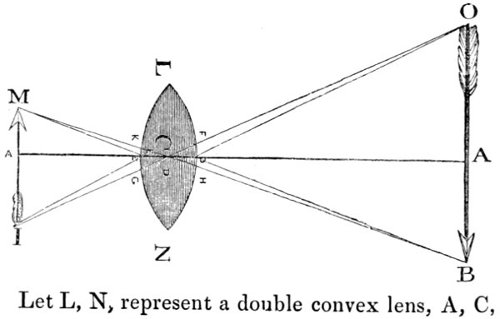 O
L
M
K
F
A
C
A
D
G
H
I
N
B
Let L, N, represent a double convex lens, A, C,